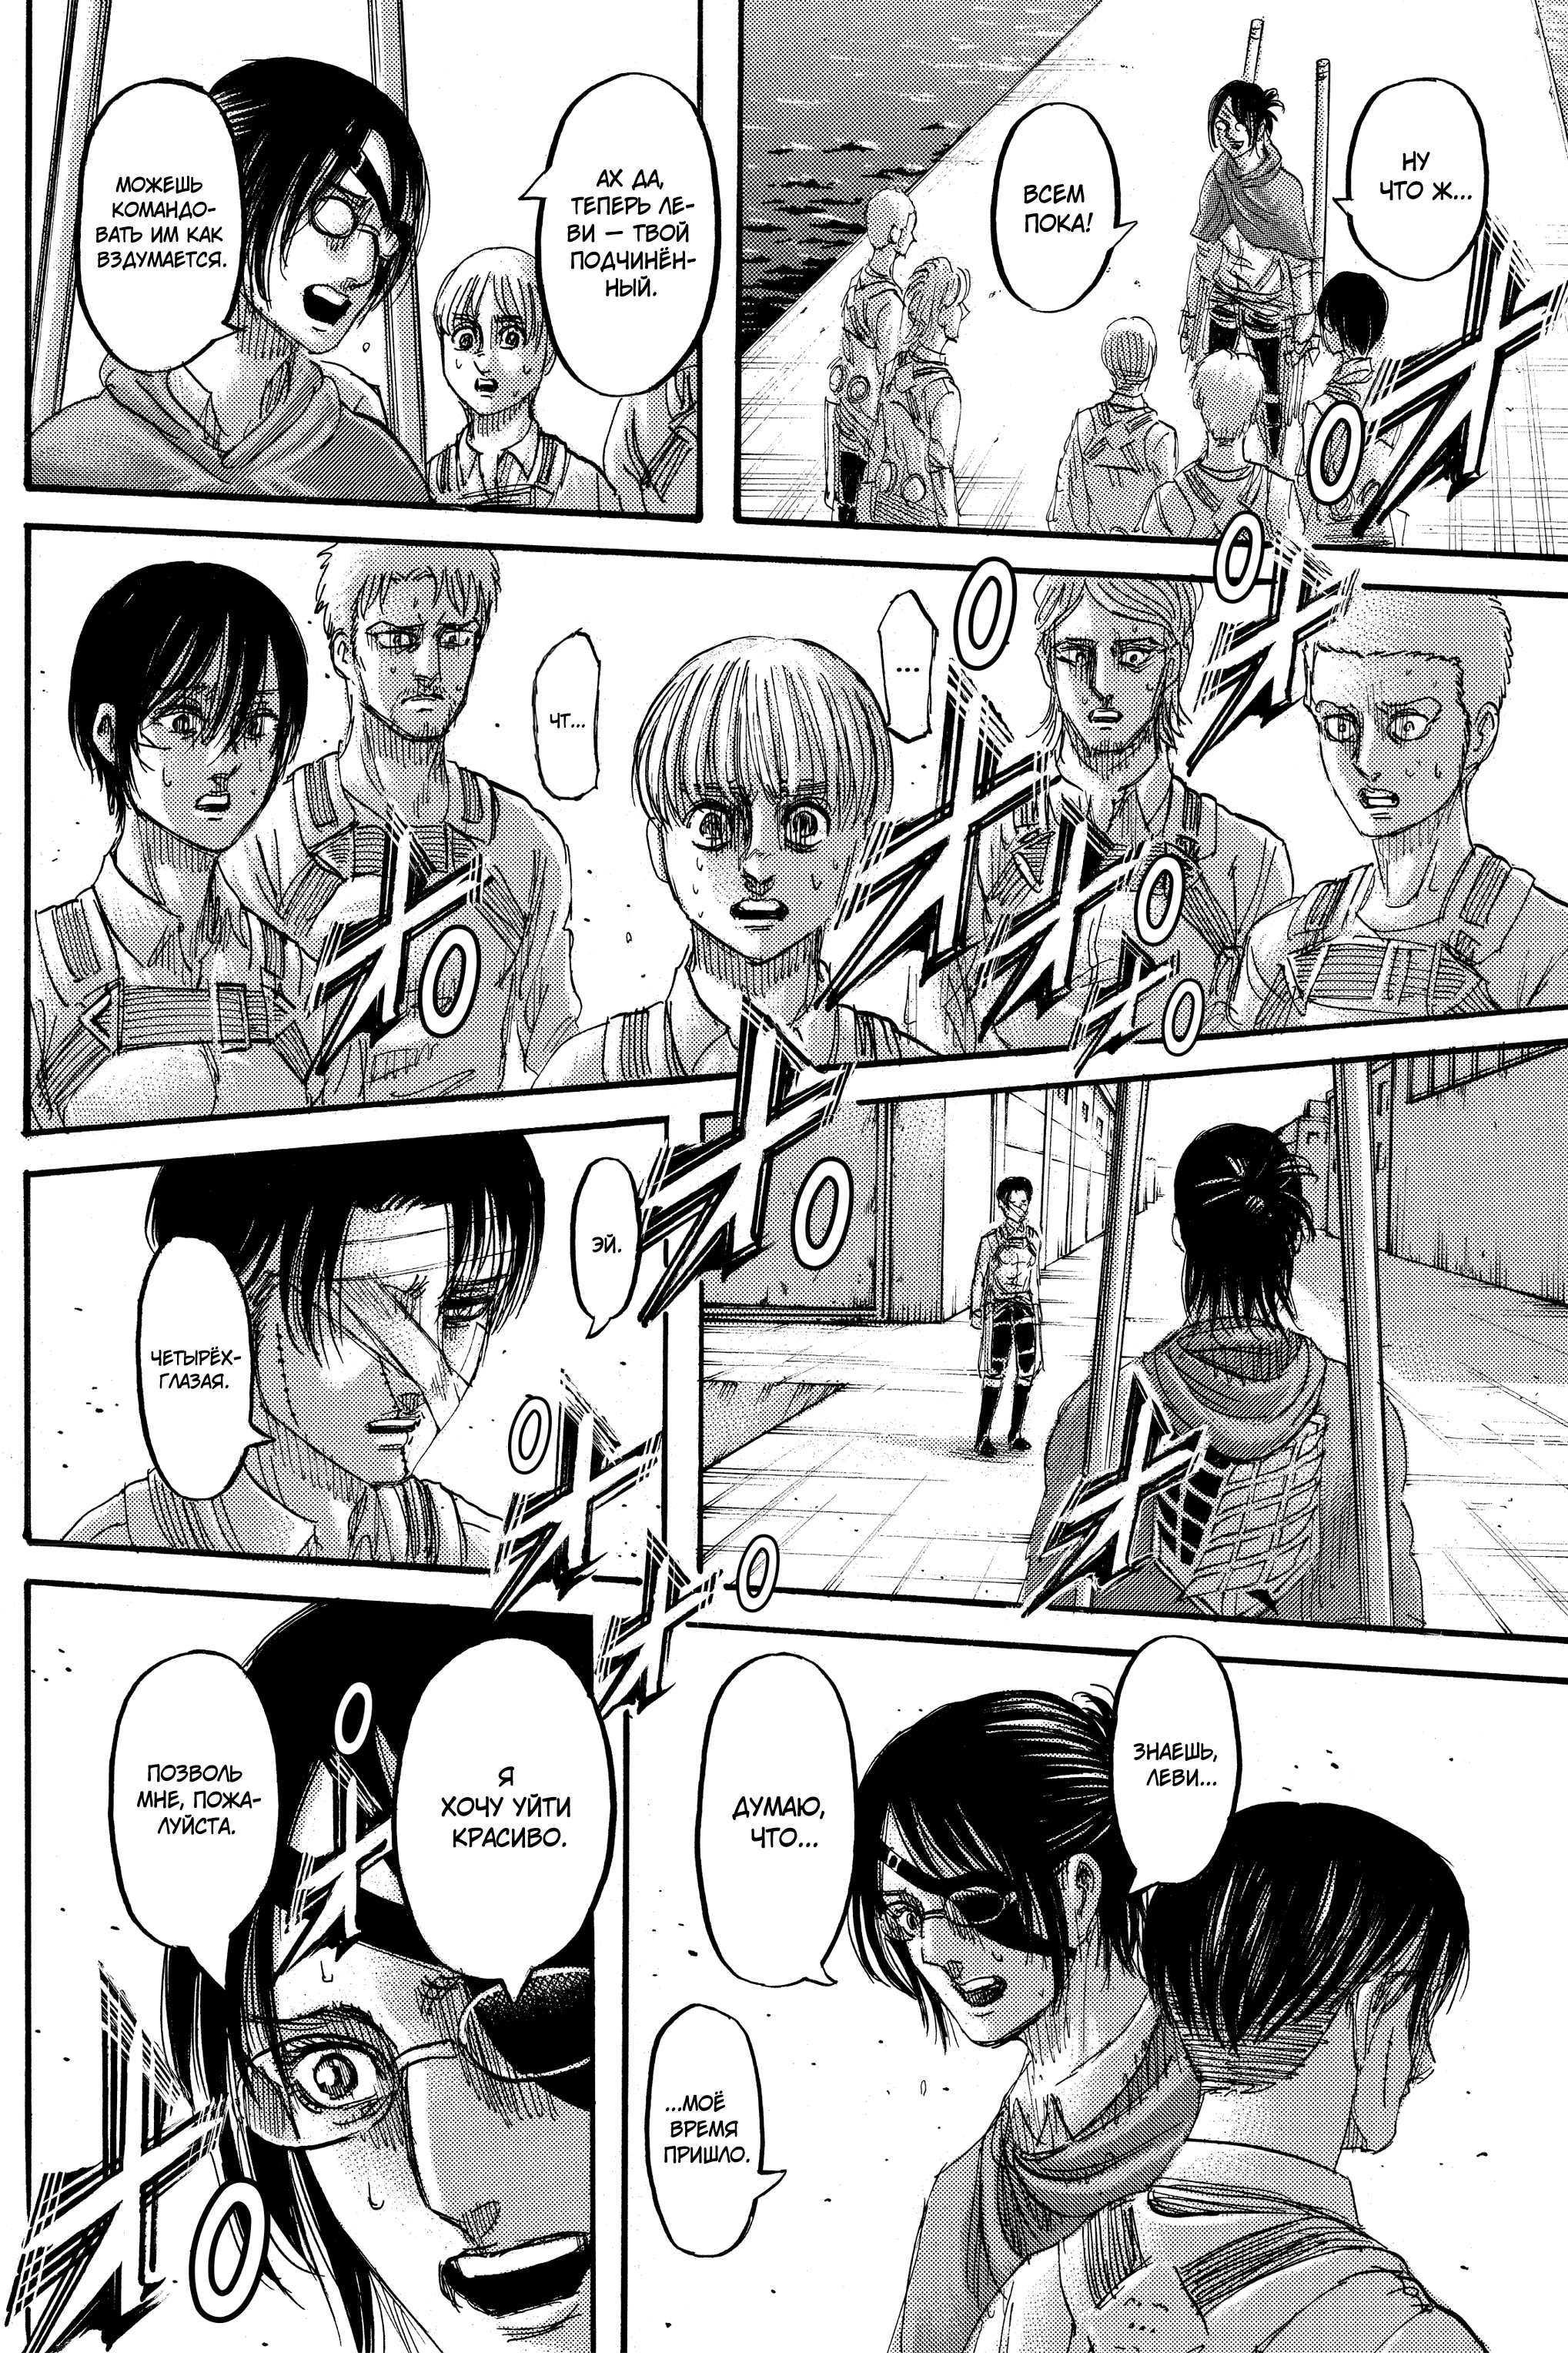 НУ
ЧТО Ж...
ВСЕМ
ПОКА!
АХ ДА,
ТЕПЕРЬ ЛЕ-
ВИ — ТВОЙ
ПОДЧИНЁН-
НЫЙ.
МОЖЕШЬ
КОМАНДО-
ВАТЬ ИМ КАК
ВЗДУМАЕТСЯ.
...
ЧТ...
ЭЙ.
ЧЕТЫРЁХ-
ГЛАЗАЯ.
ЗНАЕШЬ,
ЛЕВИ...
ДУМАЮ,
ЧТО...
...МОЁ
ВРЕМЯ
ПРИШЛО.
Я
ХОЧУ УЙТИ
КРАСИВО.
ПОЗВОЛЬ
МНЕ, ПОЖА-
ЛУЙСТА.